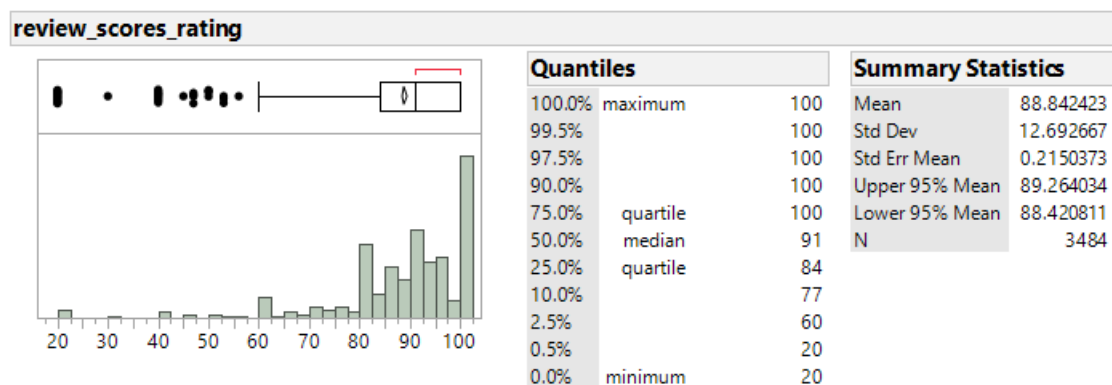 review_scores_rating
20 30 40 50 60 70 80 90 100
Quantiles
100.0% maximum 100
99.5% 100
97.5% 100
90.0% 100
75.0% quartile 100
50.0% median 91
25.0% quartile 84
10.0% 77
2.5% 60
0.5% 20
0.0% minimum 20
Summary Statistics
Mean 88.842423
Std Dev 12.692667
Std Err Mean 0.2150373
Upper 95% Mean 89.264034
Lower 95% Mean 88.420811
N 3484